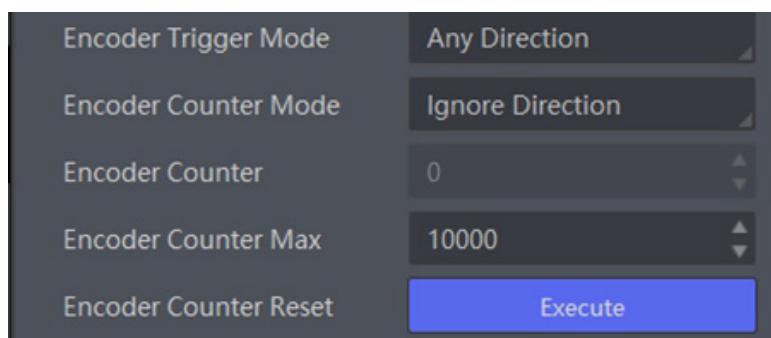 Encoder Trigger Mode Any Direction
Encoder Counter Mode Ignore Direction
Encoder Counter 0
Encoder Counter Max 10000
Encoder Counter Reset Execute